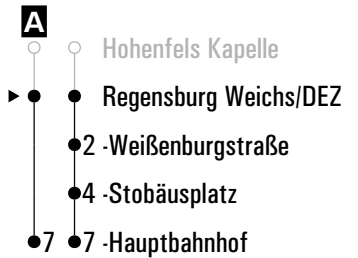 A
Hohenfels Kapelle
Regensburg Weichs/DEZ
2 -Weißenburgstraße
4 -Stobäusplatz
7 7 -Hauptbahnhof